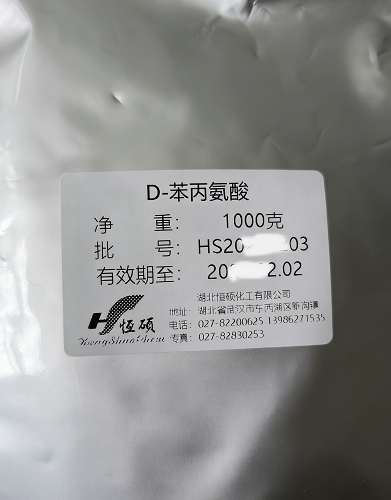 D-苯丙氨酸
净 重： 1000克
批 号： HS20 03
有效期至： 20 2.02
湖北恒硕化工有限公司
地址：湖北省武汉市东西湖区新沟镇
恒硕
电话：027-82200625 13986271535
HengShuoChem
传真：027-82830253